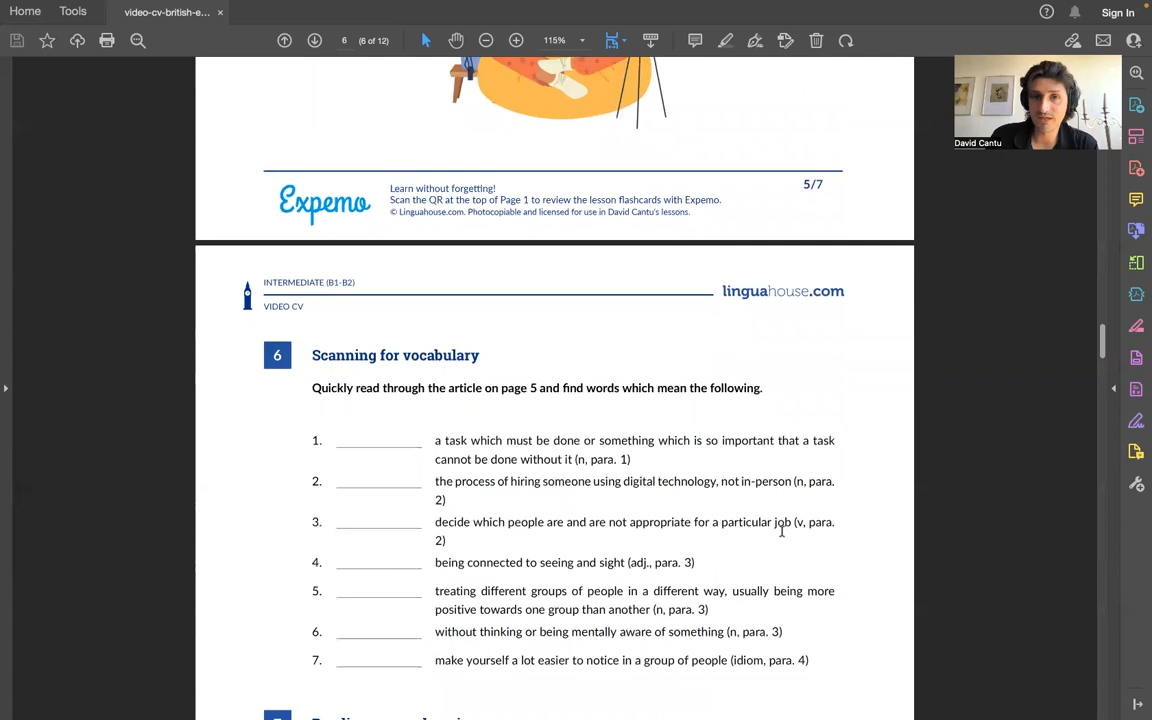 Home
Tools
video-cv-british-e...
×
?
Sign In
6
(6 of 12)
115%
David Cantu
5/7
Expemo
Learn without forgetting!
Scan the QR at the top of Page 1 to review the lesson flashcards with Expemo.
© Linguahouse.com. Photocopiable and licensed for use in David Cantu's lessons.
INTERMEDIATE (B1-B2)
linguahouse.com
VIDEO CV
6
Scanning for vocabulary
Quickly read through the article on page 5 and find words which mean the following.
1. ____________ a task which must be done or something which is so important that a task
cannot be done without it (n, para. 1)
2. ____________ the process of hiring someone using digital technology, not in-person (n, para.
2)
3. ____________ decide which people are and are not appropriate for a particular job (v, para.
2)
4. ____________ being connected to seeing and sight (adj., para. 3)
5. ____________ treating different groups of people in a different way, usually being more
positive towards one group than another (n, para. 3)
6. ____________ without thinking or being mentally aware of something (n, para. 3)
7. ____________ make yourself a lot easier to notice in a group of people (idiom, para. 4)